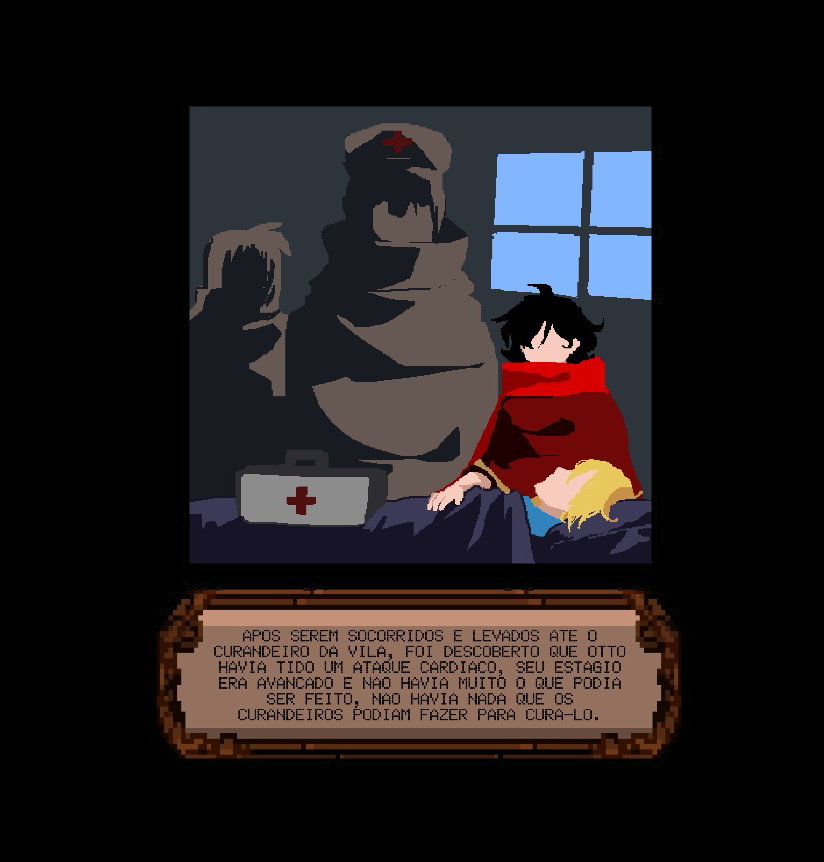 APOS SEREM SOCORRIDOS E LEVADOS ATE O
CURANDEIRO DA VILA, FOI DESCOBERTO QUE OTTO
HAVIA TIDO UM ATAQUE CARDIACO, SEU ESTAGIO
ERA AVANCADO E NAO HAVIA MUITO O QUE PODIA
SER FEITO, NAO HAVIA NADA QUE OS
CURANDEIROS PODIAM FAZER PARA CURA-LO.